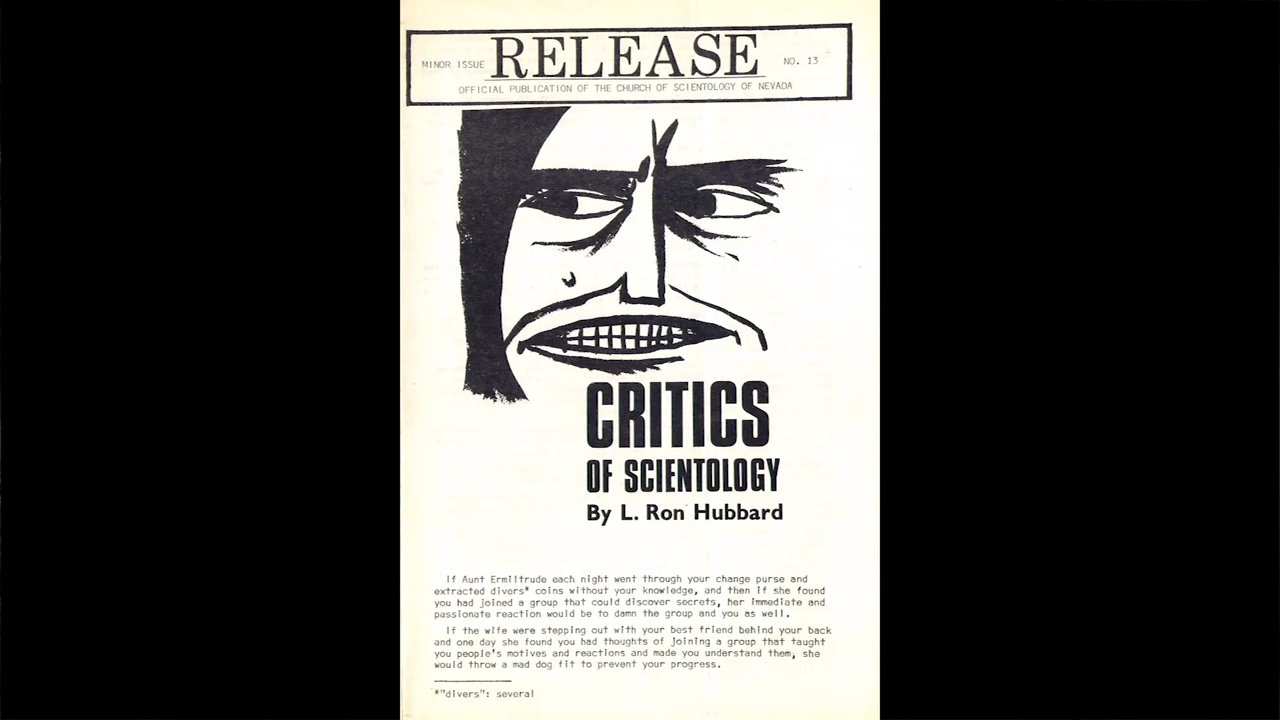 MINOR ISSUE RELEASE NO. 13
OFFICIAL PUBLICATION OF THE CHURCH OF SCIENTOLOGY OF NEVADA
CRITICS
OF SCIENTOLOGY
By L. Ron Hubbard
If Aunt Ermiltrude each night went through your change purse and
extracted divers* coins without your knowledge, and then if she found
you had joined a group that could discover secrets, her immediate and
passionate reaction would be to damn the group and you as well.
If the wife were stepping out with your best friend behind your back
and one day she found you had thoughts of joining a group that taught
you people's motives and reactions and made you understand them, she
would throw a mad dog fit to prevent your progress.
*"divers": several